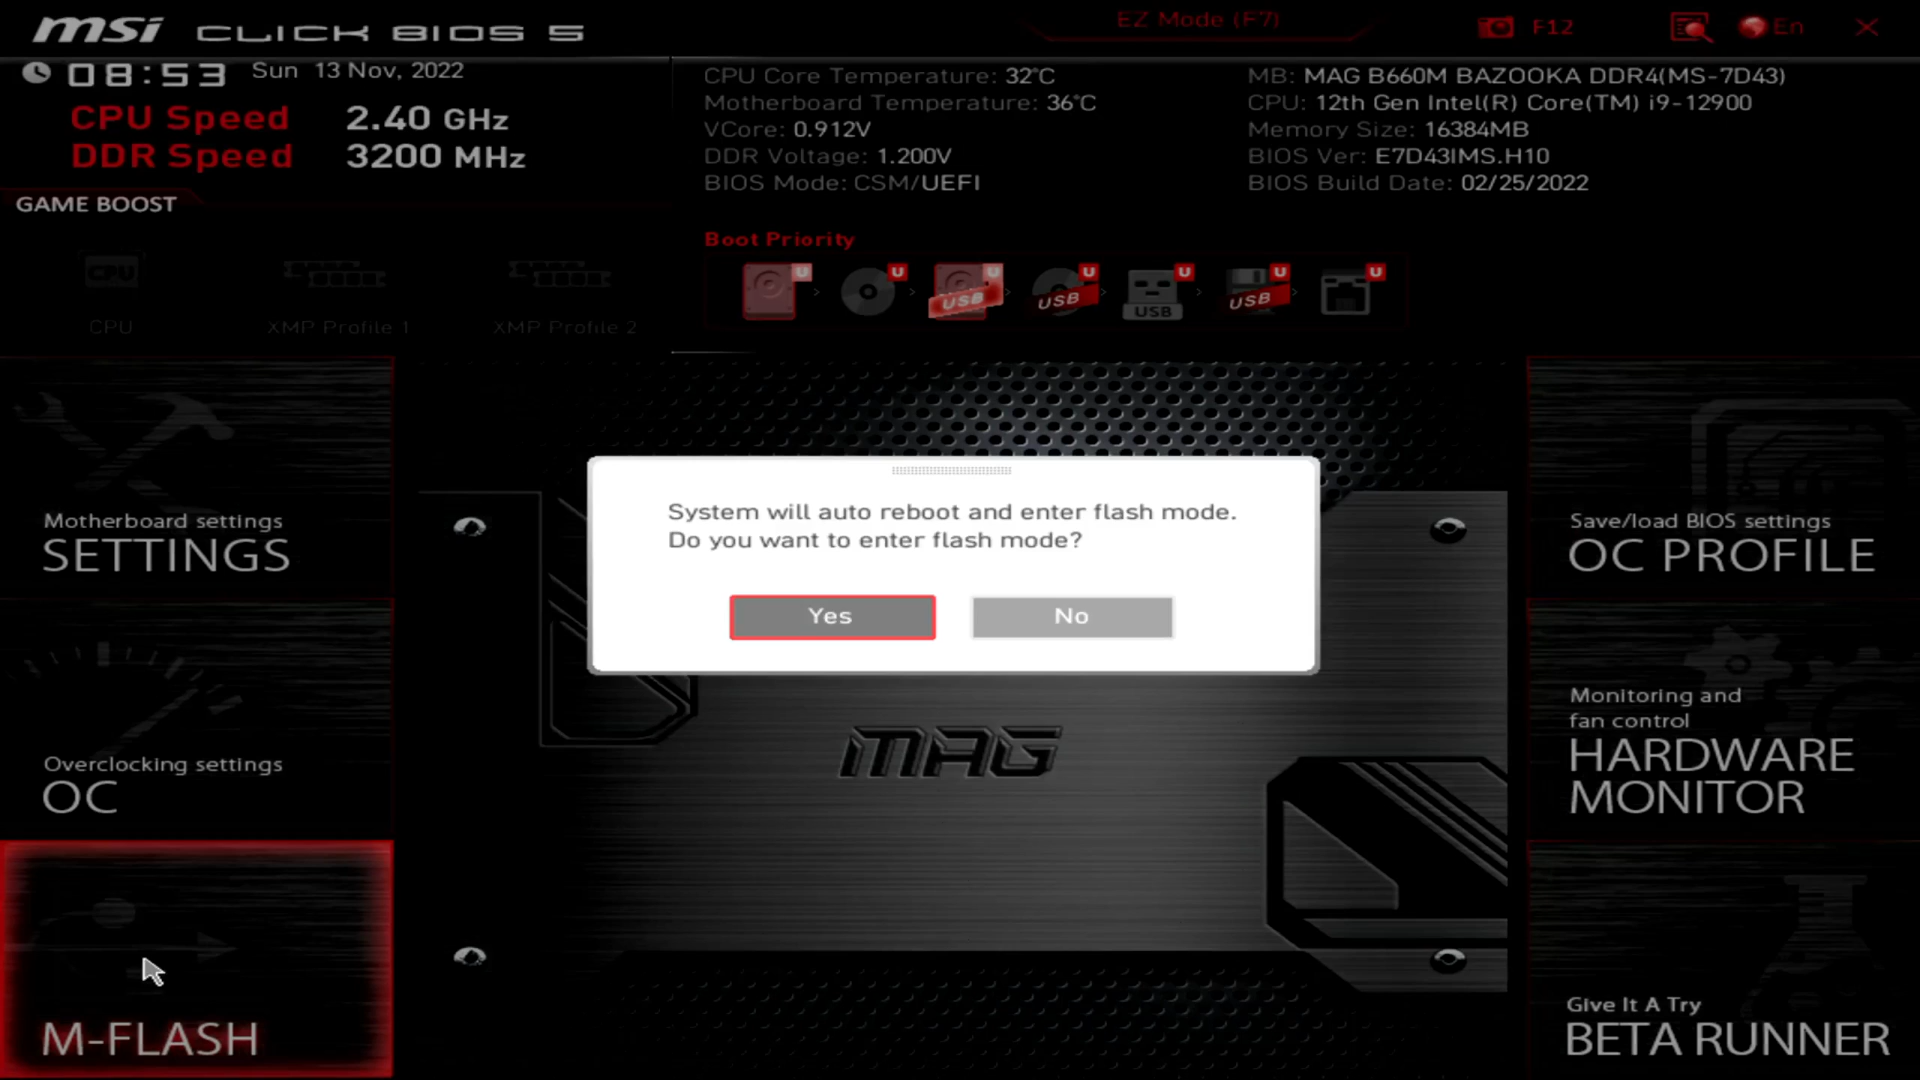 msi CLICK BIOS 5
EZ Mode (F7)
F12
En
08:53 Sun 13 Nov, 2022
CPU Speed 2.40 GHz
DDR Speed 3200 MHz
CPU Core Temperature: 32°C
Motherboard Temperature: 36°C
VCore: 0.912V
DDR Voltage: 1.200V
BIOS Mode: CSM/UEFI
MB: MAG B660M BAZOOKA DDR4(MS-7D43)
CPU: 12th Gen Intel(R) Core(TM) i9-12900
Memory Size: 16384MB
BIOS Ver: E7D43IMS.H10
BIOS Build Date: 02/25/2022
GAME BOOST
CPU
CPU
XMP Profile 1
XMP Profile 2
Boot Priority
U U U U U U U
USB USB USB USB
Motherboard settings
SETTINGS
Overclocking settings
OC
M-FLASH
System will auto reboot and enter flash mode.
Do you want to enter flash mode?
Yes No
MAG
Save/load BIOS settings
OC PROFILE
Monitoring and
fan control
HARDWARE
MONITOR
Give It A Try
BETA RUNNER